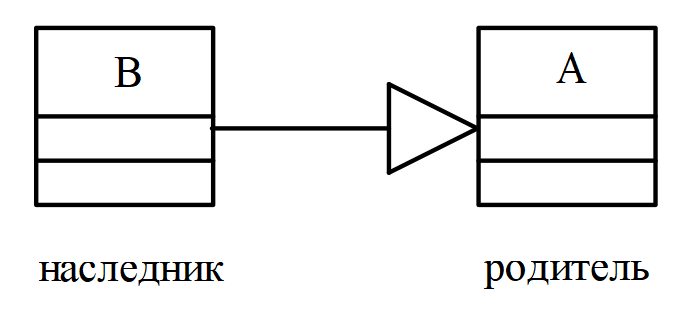 В
А
наследник
родитель